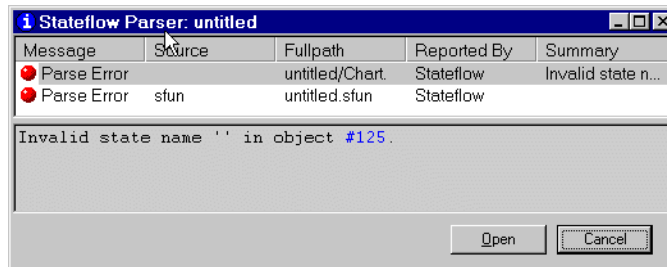 Stateflow Parser: untitled
Message Source Fullpath Reported By Summary
Parse Error untitled/Chart. Stateflow Invalid state n...
Parse Error sfun untitled.sfun Stateflow
Invalid state name '' in object #125.
Open Cancel